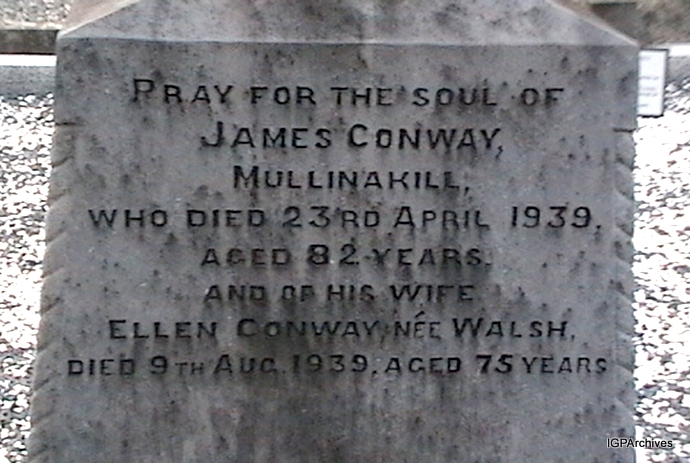 PRAY FOR THE SOUL OF
JAMES CONWAY,
MULLINAKILL,
WHO DIED 23RD APRIL 1939,
AGED 82 YEARS.
AND OF HIS WIFE
ELLEN CONWAY NÉE WALSH,
DIED 9TH AUG. 1939, AGED 75 YEARS
IGPArchives